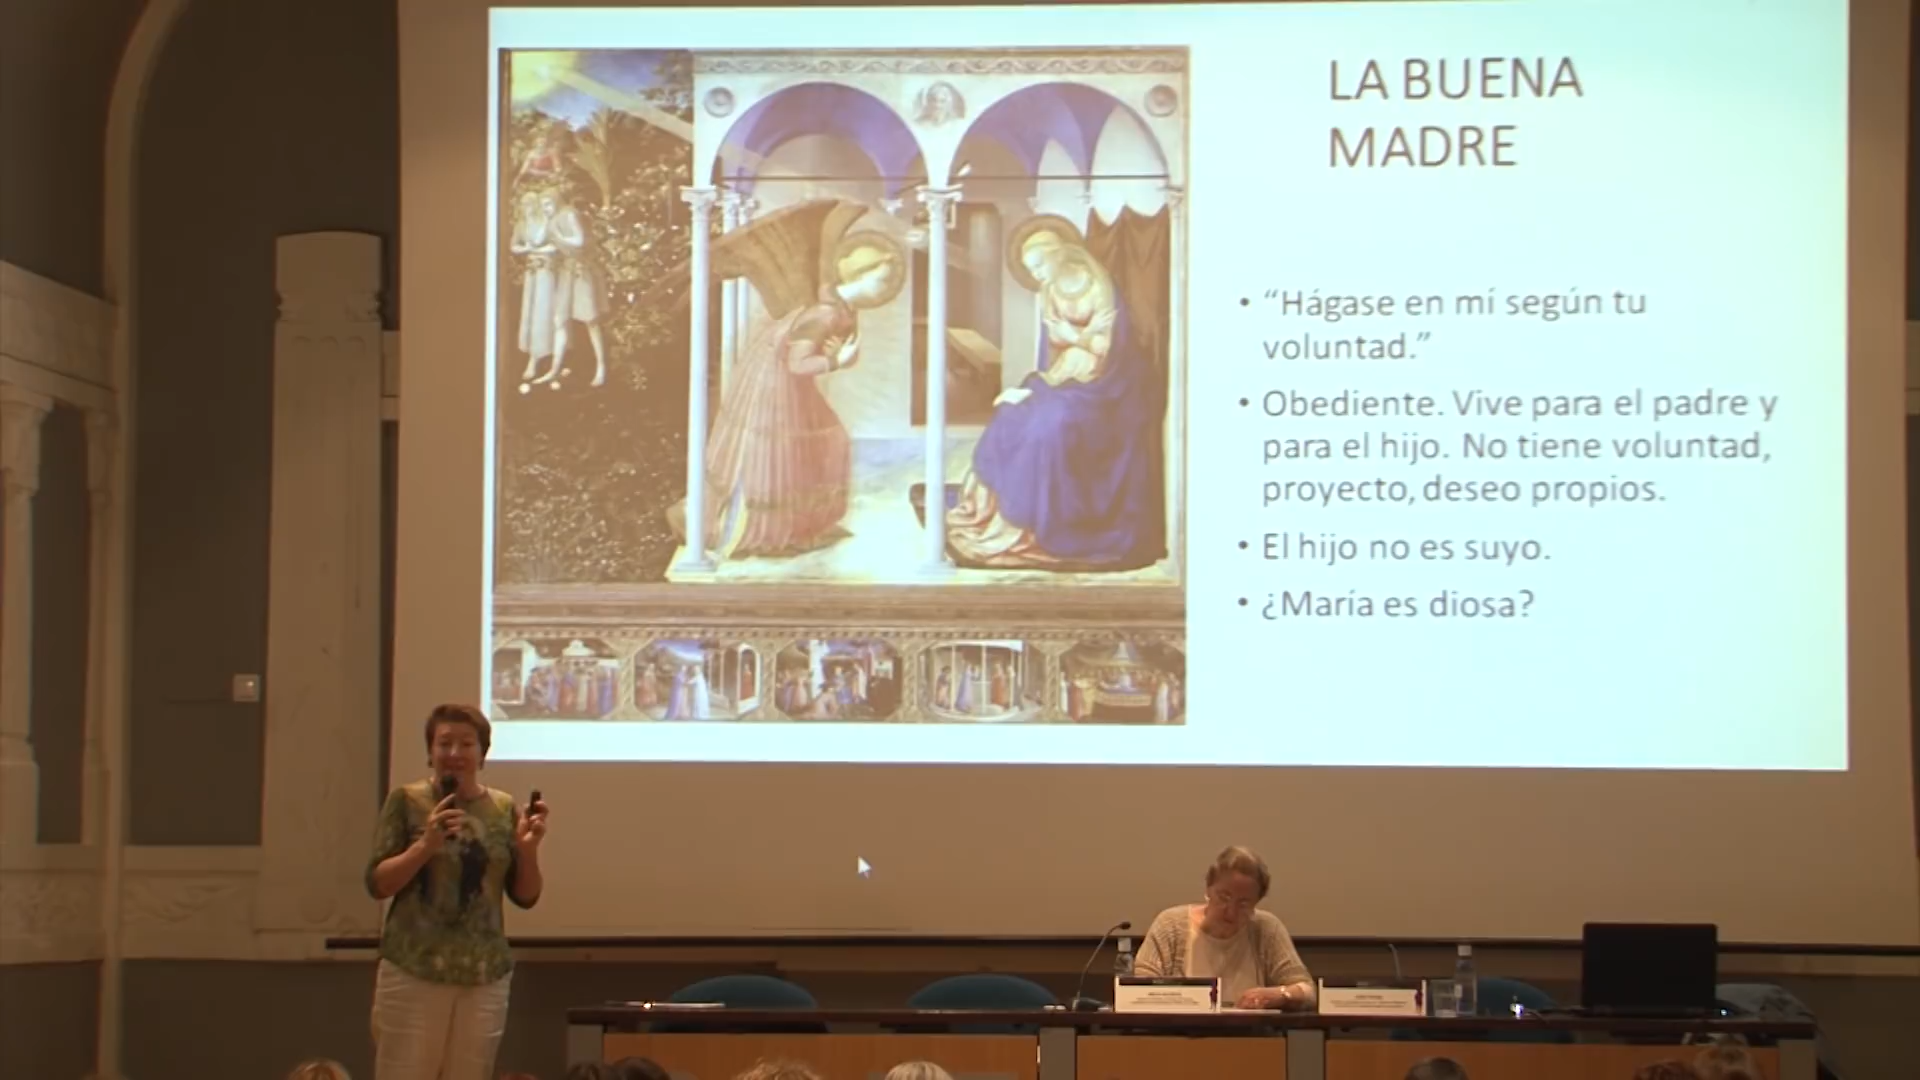 LA BUENA
MADRE
• “Hágase en mí según tu
voluntad.”
• Obediente. Vive para el padre y
para el hijo. No tiene voluntad,
proyecto, deseo propios.
• El hijo no es suyo.
• ¿María es diosa?